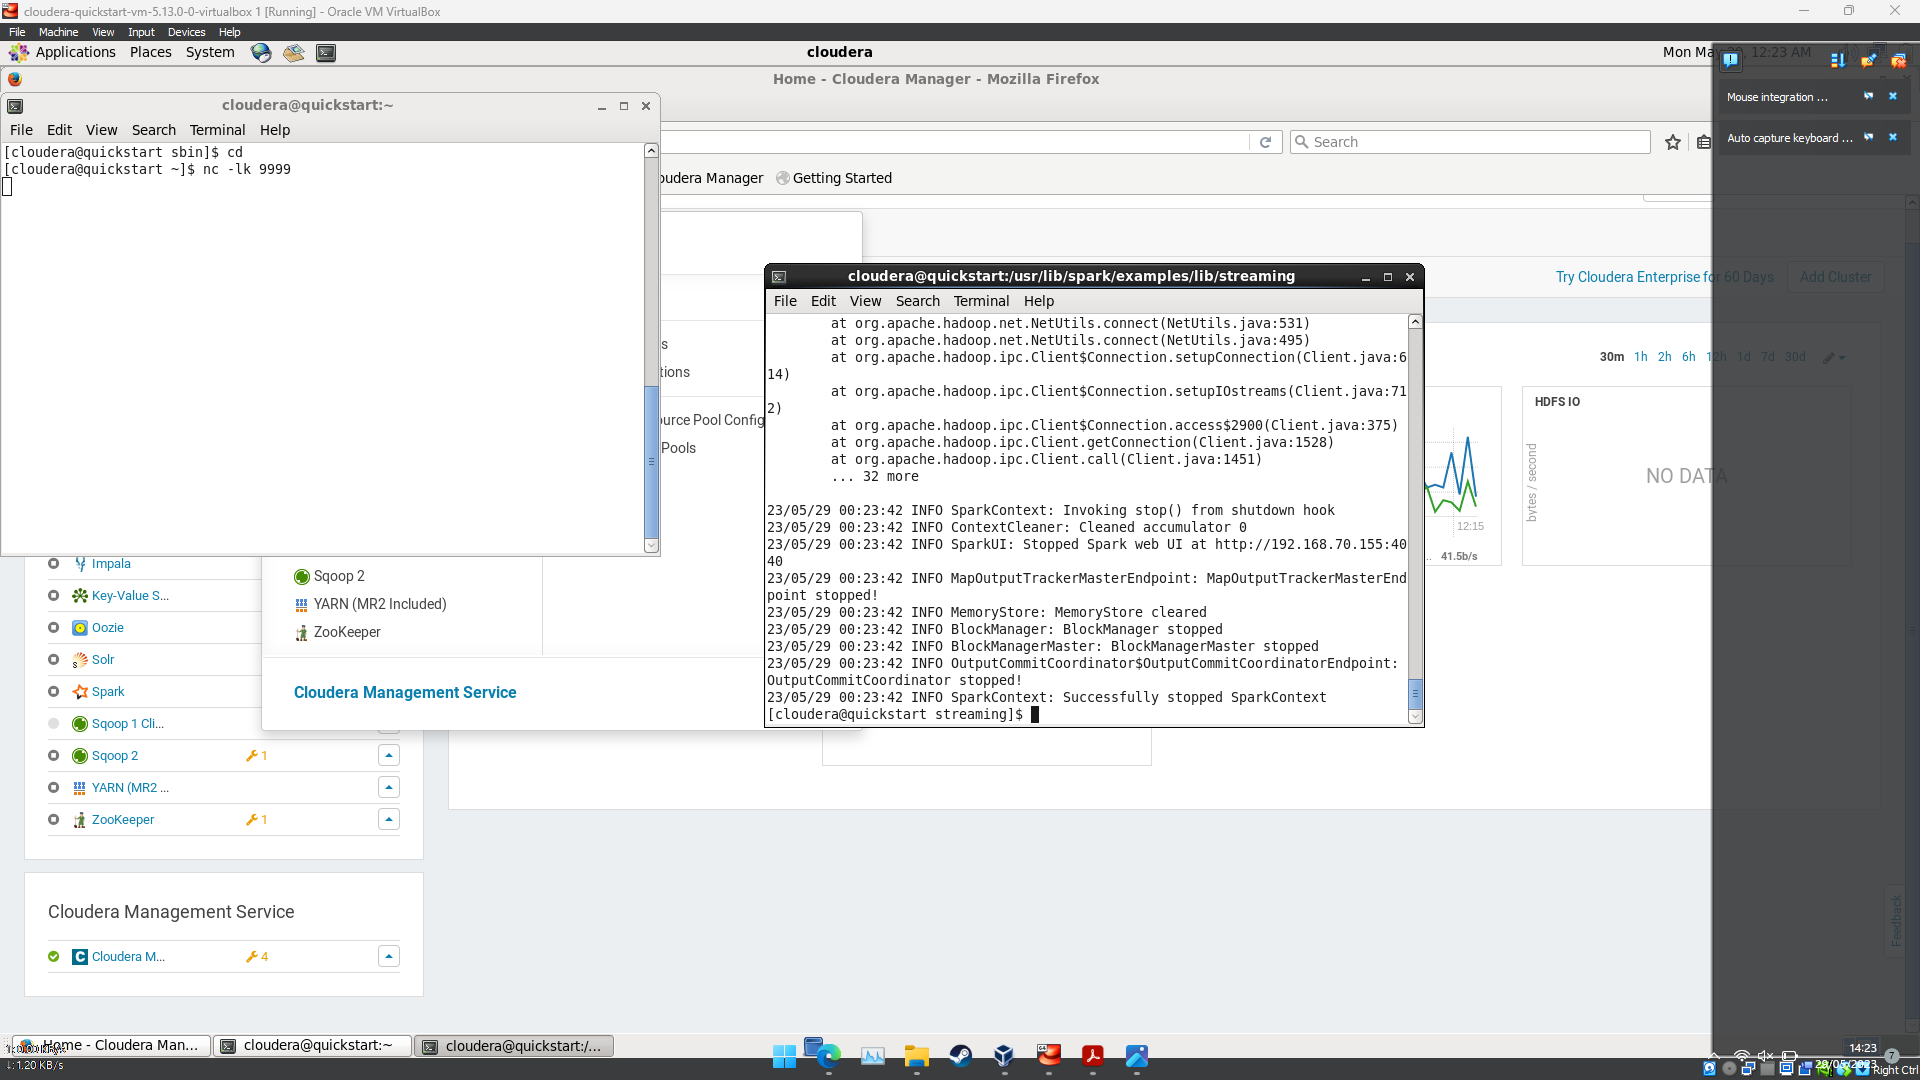 cloudera-quickstart-vm-5.13.0-0-virtualbox 1 [Running] - Oracle VM VirtualBox
File Machine View Input Devices Help
Applications Places System
cloudera
Mon May 29, 12:23 AM
Home - Cloudera Manager - Mozilla Firefox
Mouse integration ...
Auto capture keyboard ...
cloudera@quickstart:~
File Edit View Search Terminal Help
[cloudera@quickstart sbin]$ cd
[cloudera@quickstart ~]$ nc -lk 9999
Search
oudera Manager Getting Started
Try Cloudera Enterprise for 60 Days Add Cluster
30m 1h 2h 6h 12h 1d 7d 30d
HDFS IO
bytes / second
NO DATA
12:15
41.5b/s
s
tions
ource Pool Config
Pools
cloudera@quickstart:/usr/lib/spark/examples/lib/streaming
File Edit View Search Terminal Help
at org.apache.hadoop.net.NetUtils.connect(NetUtils.java:531)
at org.apache.hadoop.net.NetUtils.connect(NetUtils.java:495)
at org.apache.hadoop.ipc.Client$Connection.setupConnection(Client.java:6
14)
at org.apache.hadoop.ipc.Client$Connection.setupIOstreams(Client.java:71
2)
at org.apache.hadoop.ipc.Client$Connection.access$2900(Client.java:375)
at org.apache.hadoop.ipc.Client.getConnection(Client.java:1528)
at org.apache.hadoop.ipc.Client.call(Client.java:1451)
... 32 more
23/05/29 00:23:42 INFO SparkContext: Invoking stop() from shutdown hook
23/05/29 00:23:42 INFO ContextCleaner: Cleaned accumulator 0
23/05/29 00:23:42 INFO SparkUI: Stopped Spark web UI at http://192.168.70.155:40
40
23/05/29 00:23:42 INFO MapOutputTrackerMasterEndpoint: MapOutputTrackerMasterEnd
point stopped!
23/05/29 00:23:42 INFO MemoryStore: MemoryStore cleared
23/05/29 00:23:42 INFO BlockManager: BlockManager stopped
23/05/29 00:23:42 INFO BlockManagerMaster: BlockManagerMaster stopped
23/05/29 00:23:42 INFO OutputCommitCoordinator$OutputCommitCoordinatorEndpoint:
OutputCommitCoordinator stopped!
23/05/29 00:23:42 INFO SparkContext: Successfully stopped SparkContext
[cloudera@quickstart streaming]$
Impala
Key-Value S...
Oozie
Solr
Spark
Sqoop 1 Cli...
Sqoop 2 1
YARN (MR2 ...
ZooKeeper 1
Sqoop 2
YARN (MR2 Included)
ZooKeeper
Cloudera Management Service
Cloudera Management Service
Cloudera M... 4
Feedback
Home - Cloudera Man...
cloudera@quickstart:~
cloudera@quickstart:/...
1.20 KB/s
14:23
29/05/2023
7
Right Ctrl